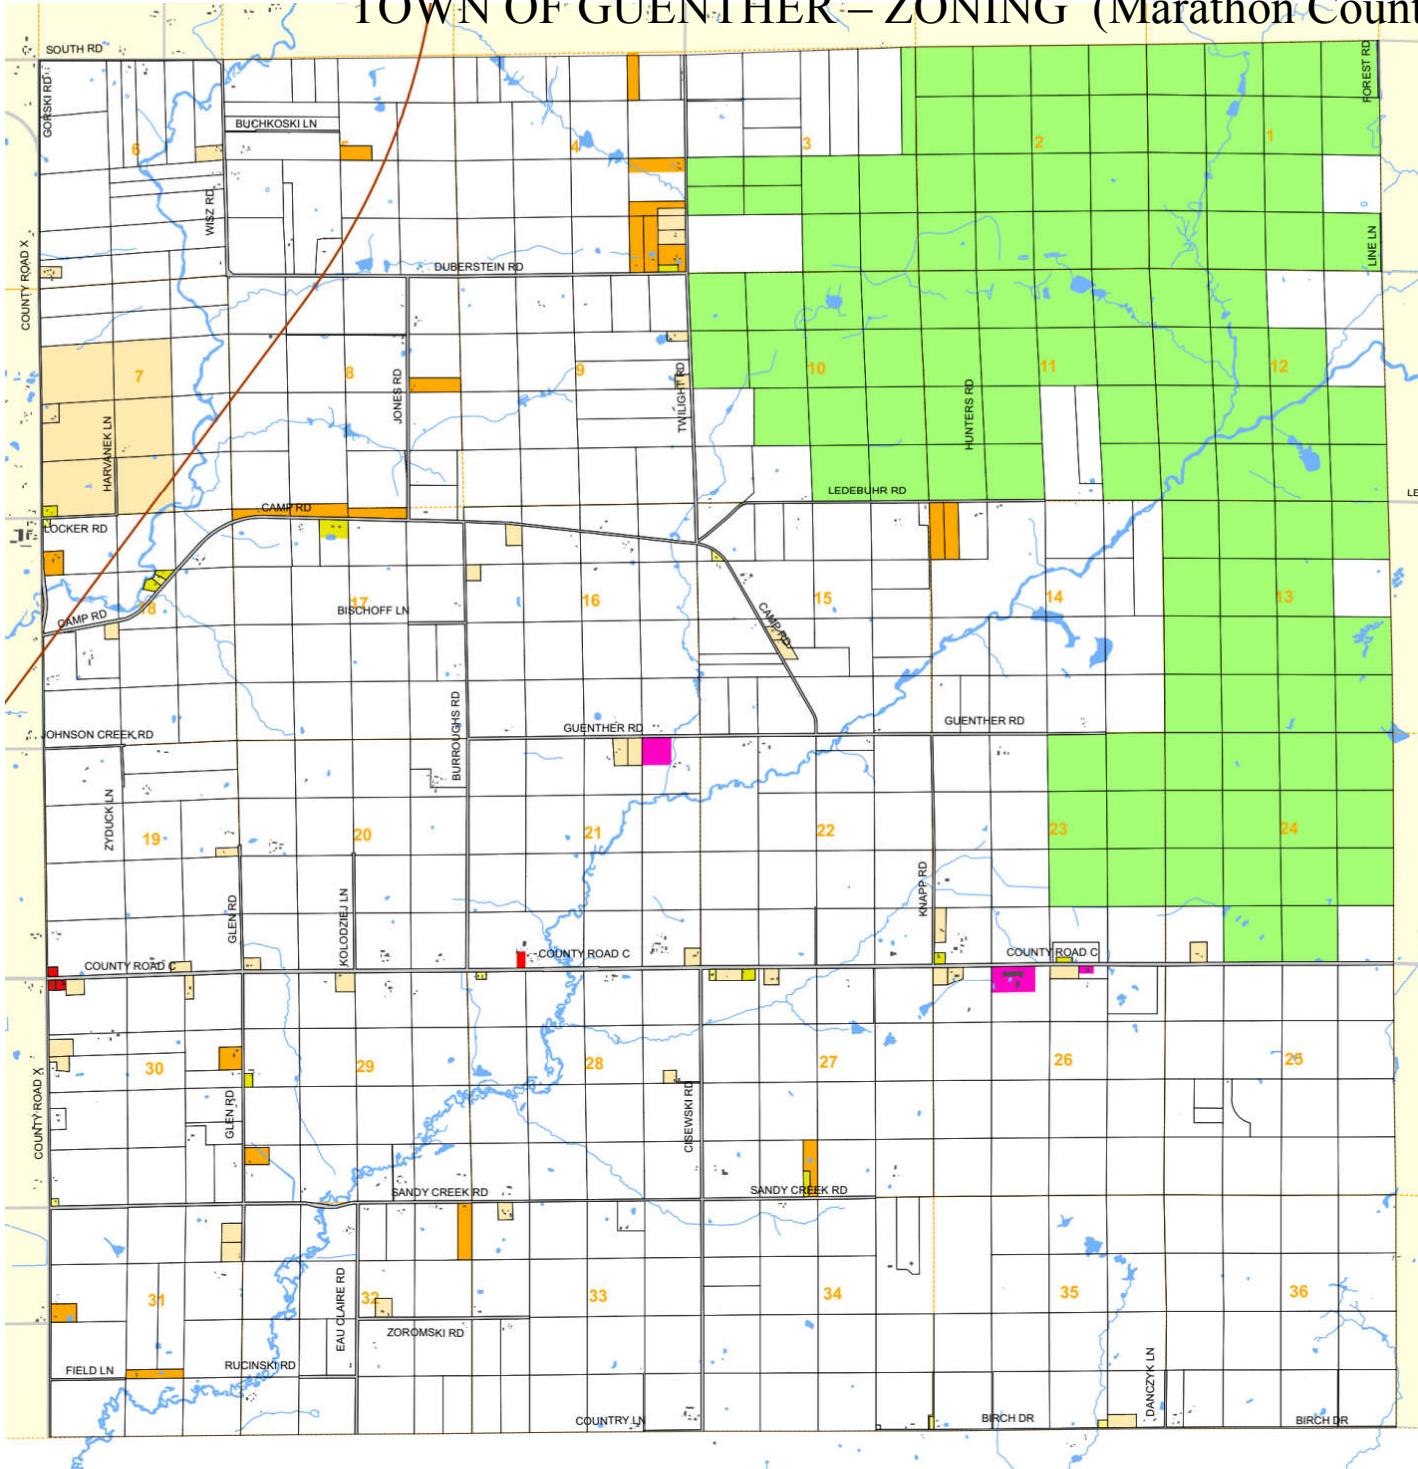 TOWN OF GUENTHER – ZONING (Marathon Count
SOUTH RD
GORSKI RD
FOREST RD
BUCHKOSKI LN
6
5
4
3
2
1
WISZ RD
COUNTY ROAD X
LINE LN
DUBERSTEIN RD
7
8
9
10
11
12
JONES RD
TWILIGHT RD
HUNTERS RD
HARVANEK LN
LEDEBUHR RD
LE
CAMP RD
LOCKER RD
18
17
16
15
14
13
BISCHOFF LN
CAMP RD
CAMP RD
JOHNSON CREEK RD
BURROUGHS RD
GUENTHER RD
GUENTHER RD
ZYDUCK LN
19
20
21
22
23
24
GLEN RD
KOLODZIEJ LN
KNAPP RD
COUNTY ROAD C
COUNTY ROAD C
COUNTY ROAD C
30
29
28
27
26
25
COUNTY ROAD X
GLEN RD
CISEWSKI RD
SANDY CREEK RD
SANDY CREEK RD
31
32
33
34
35
36
EAU CLAIRE RD
ZOROMSKI RD
FIELD LN
RUCINSKI RD
DANCZYK LN
COUNTRY LN
BIRCH DR
BIRCH DR